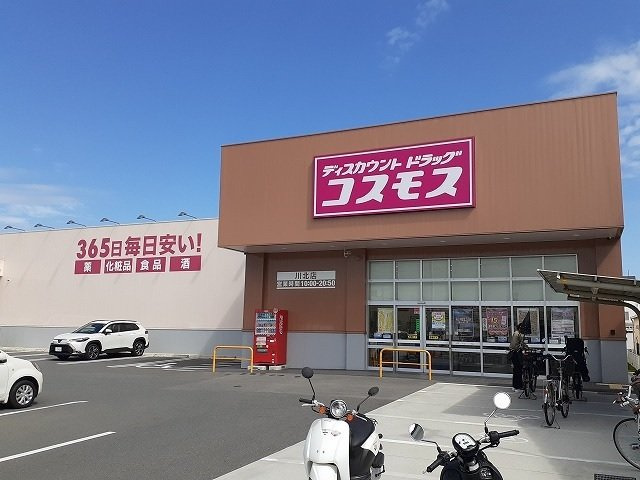 ディスカウント ドラッグ
コスモス
365日毎日安い!
薬 化粧品 食品 酒
川北店
営業時間10:00-20:50